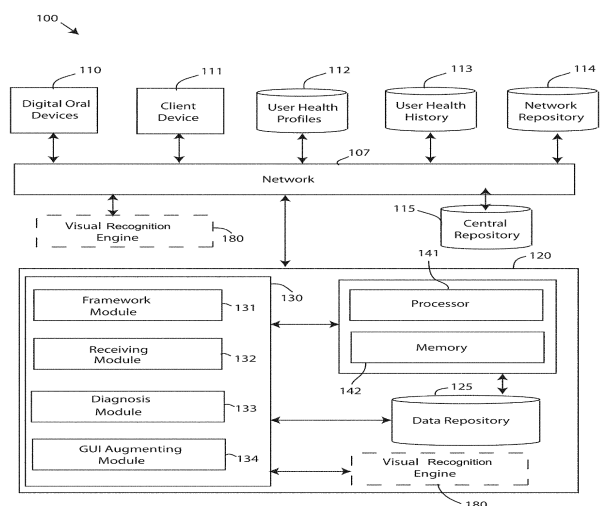 100
110
111
112
113
114
Digital Oral
Devices
Client
Device
User Health
Profiles
User Health
History
Network
Repository
107
Network
Visual Recognition
Engine
180
115
Central
Repository
120
130
141
Framework
Module
131
Processor
Receiving
Module
132
Memory
142
125
Diagnosis
Module
133
Data Repository
GUI Augmenting
Module
134
Visual Recognition
Engine
180